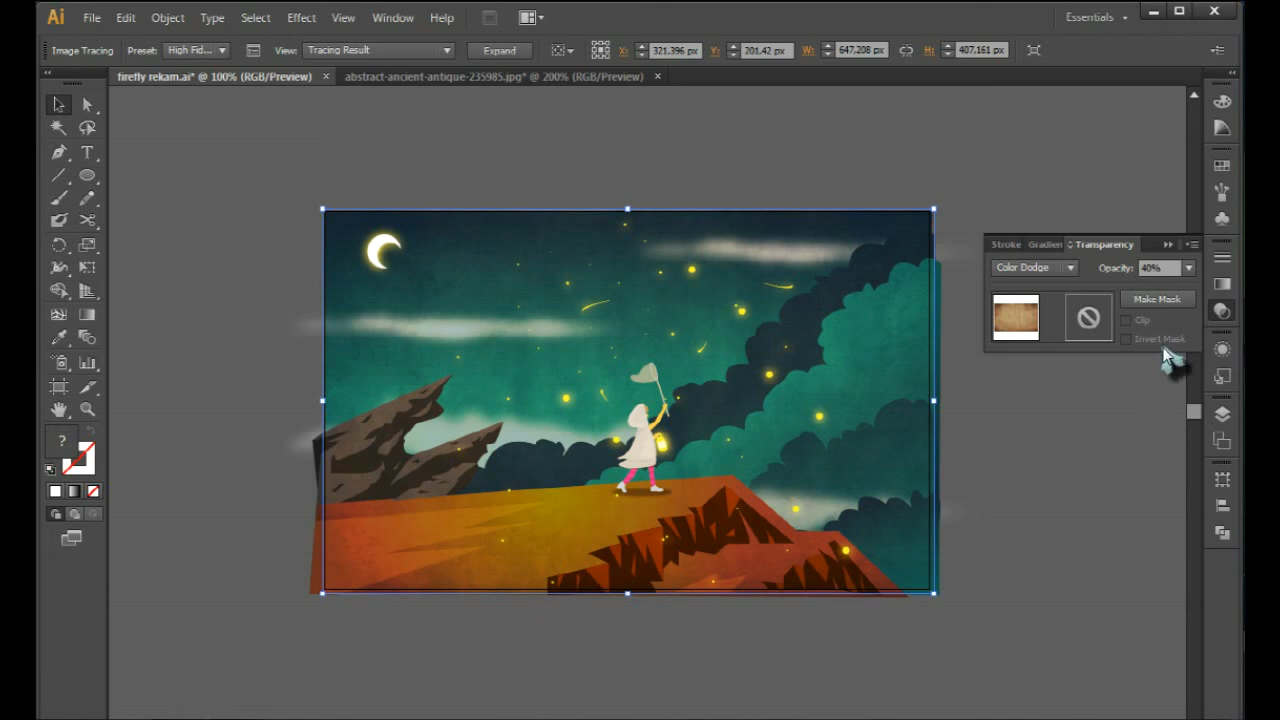 Ai File Edit Object Type Select Effect View Window Help Essentials
Image Tracing Preset: High Fid... View: Tracing Result Expand X: 321.396 px Y: 201.42 px W: 647.208 px H: 407.161 px
firefly rekam.ai* @ 100% (RGB/Preview) × abstract-ancient-antique-235985.jpg* @ 200% (RGB/Preview) ×
Stroke Gradien Transparency
Color Dodge Opacity: 40%
Make Mask
Clip
Invert Mask
?